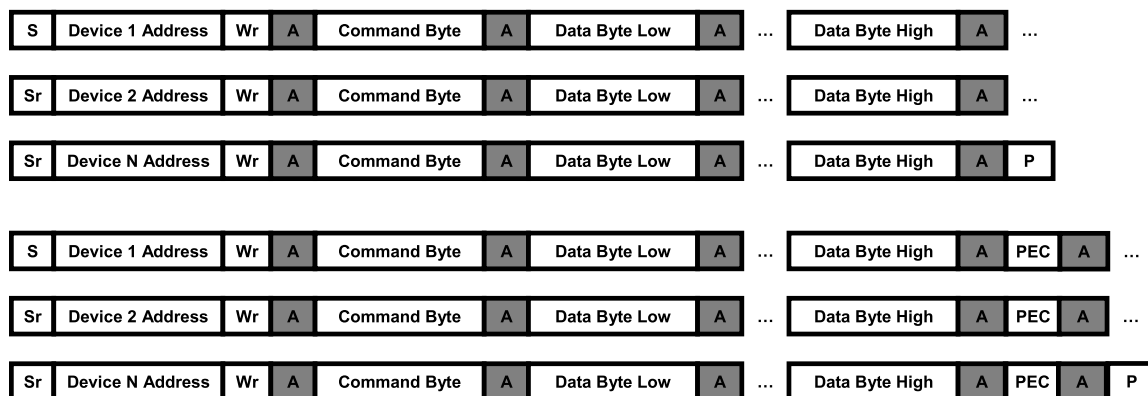 S Device 1 Address Wr A Command Byte A Data Byte Low A ... Data Byte High A ...
Sr Device 2 Address Wr A Command Byte A Data Byte Low A ... Data Byte High A ...
Sr Device N Address Wr A Command Byte A Data Byte Low A ... Data Byte High A P
S Device 1 Address Wr A Command Byte A Data Byte Low A ... Data Byte High A PEC A ...
Sr Device 2 Address Wr A Command Byte A Data Byte Low A ... Data Byte High A PEC A ...
Sr Device N Address Wr A Command Byte A Data Byte Low A ... Data Byte High A PEC A P